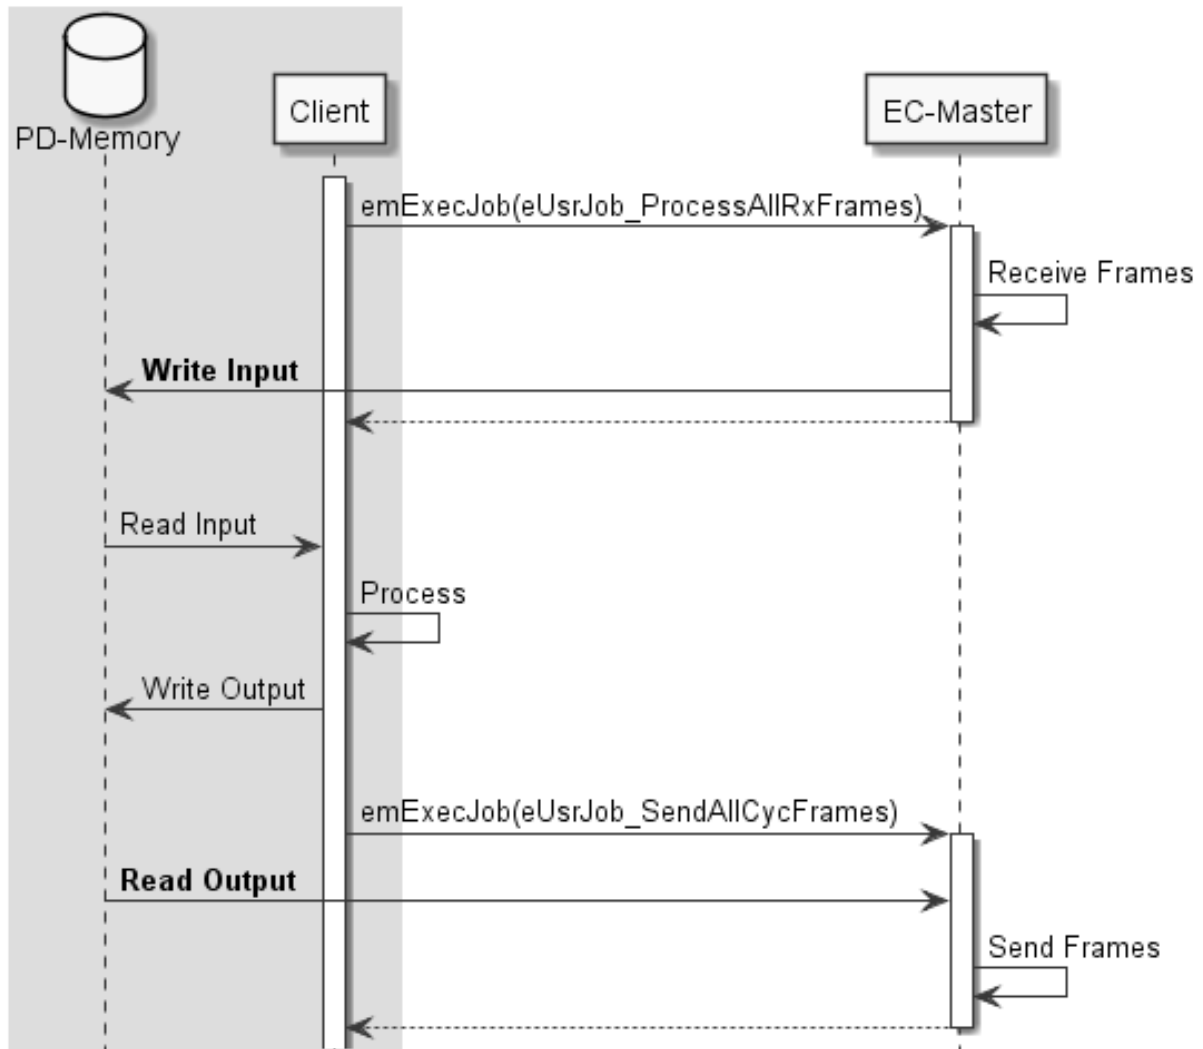 PD-Memory
Client
EC-Master
emExecJob(eUsrJob_ProcessAllRxFrames)
Receive Frames
Write Input
Read Input
Process
Write Output
emExecJob(eUsrJob_SendAllCycFrames)
Read Output
Send Frames